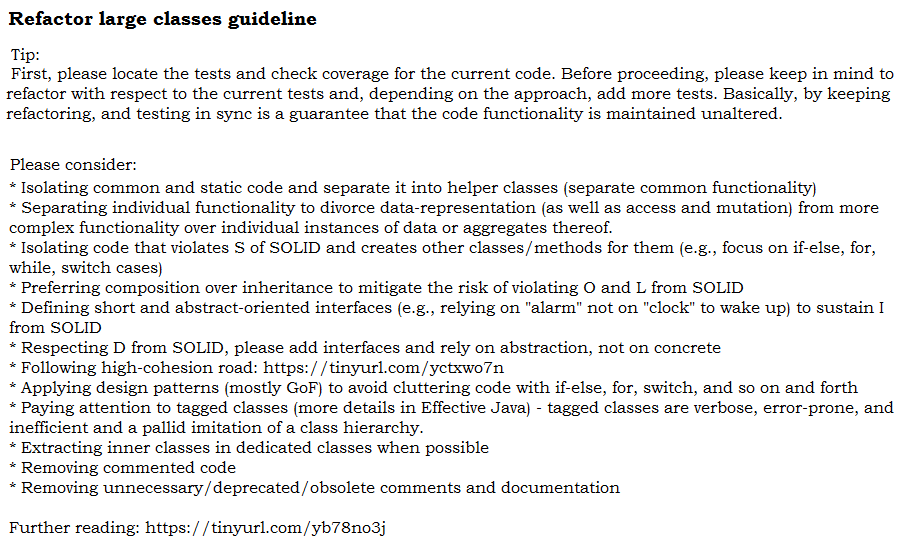 Refactor large classes guideline
Tip:
First, please locate the tests and check coverage for the current code. Before proceeding, please keep in mind to
refactor with respect to the current tests and, depending on the approach, add more tests. Basically, by keeping
refactoring, and testing in sync is a guarantee that the code functionality is maintained unaltered.
Please consider:
* Isolating common and static code and separate it into helper classes (separate common functionality)
* Separating individual functionality to divorce data-representation (as well as access and mutation) from more
complex functionality over individual instances of data or aggregates thereof.
* Isolating code that violates S of SOLID and creates other classes/methods for them (e.g., focus on if-else, for,
while, switch cases)
* Preferring composition over inheritance to mitigate the risk of violating O and L from SOLID
* Defining short and abstract-oriented interfaces (e.g., relying on "alarm" not on "clock" to wake up) to sustain I
from SOLID
* Respecting D from SOLID, please add interfaces and rely on abstraction, not on concrete
* Following high-cohesion road: https://tinyurl.com/yctxwo7n
* Applying design patterns (mostly GoF) to avoid cluttering code with if-else, for, switch, and so on and forth
* Paying attention to tagged classes (more details in Effective Java) - tagged classes are verbose, error-prone, and
inefficient and a pallid imitation of a class hierarchy.
* Extracting inner classes in dedicated classes when possible
* Removing commented code
* Removing unnecessary/deprecated/obsolete comments and documentation
Further reading: https://tinyurl.com/yb78no3j